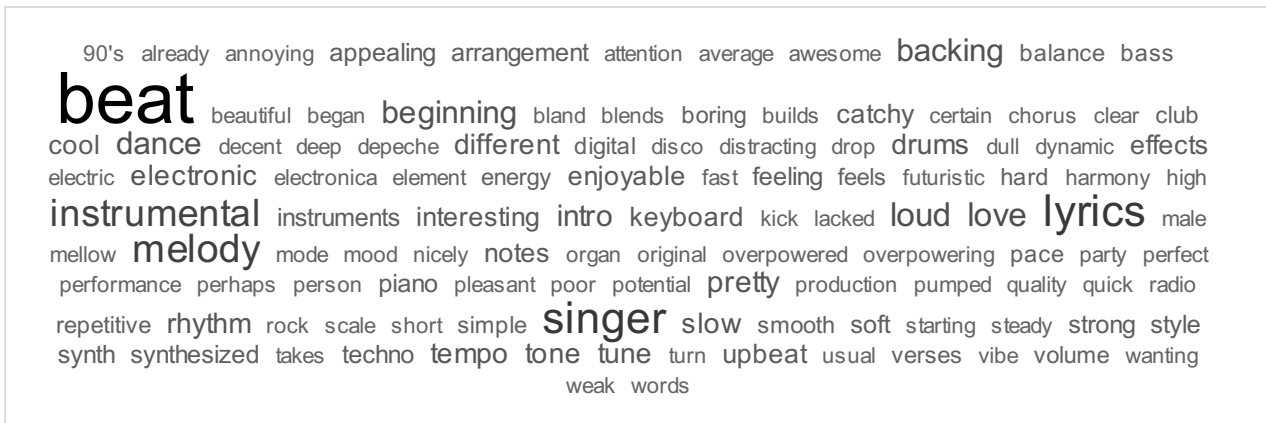 90's already annoying appealing arrangement attention average awesome backing balance bass
beat beautiful began beginning bland blends boring builds catchy certain chorus clear club
cool dance decent deep depeche different digital disco distracting drop drums dull dynamic effects
electric electronic electronica element energy enjoyable fast feeling feels futuristic hard harmony high
instrumental instruments interesting intro keyboard kick lacked loud love lyrics male
mellow melody mode mood nicely notes organ original overpowered overpowering pace party perfect
performance perhaps person piano pleasant poor potential pretty production pumped quality quick radio
repetitive rhythm rock scale short simple singer slow smooth soft starting steady strong style
synth synthesized takes techno tempo tone tune turn upbeat usual verses vibe volume wanting
weak words